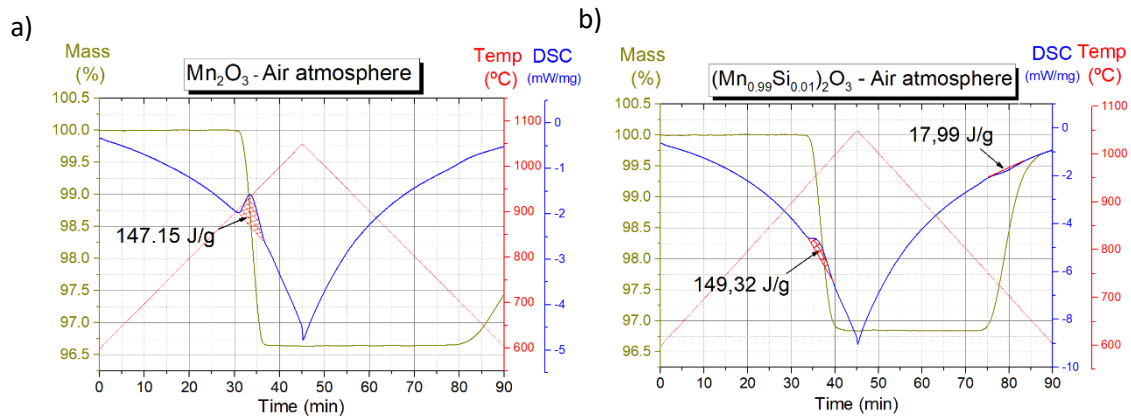 a)
Mass
(%)
Temp
(ºC)
DSC
(mW/mg)
Mn₂O₃ - Air atmosphere
100.5
100.0
99.5
99.0
98.5
98.0
97.5
97.0
96.5
1100
1000
900
800
700
600
0
-1
-2
-3
-4
-5
147.15 J/g
0 10 20 30 40 50 60 70 80 90
Time (min)
b)
Mass
(%)
DSC
(mW/mg)
Temp
(ºC)
(Mn₀.₉₉Si₀.₀₁)₂O₃ - Air atmosphere
100.5
100.0
99.5
99.0
98.5
98.0
97.5
97.0
96.5
0
-2
-4
-6
-8
-10
1100
1000
900
800
700
600
17,99 J/g
149,32 J/g
0 10 20 30 40 50 60 70 80 90
Time (min)